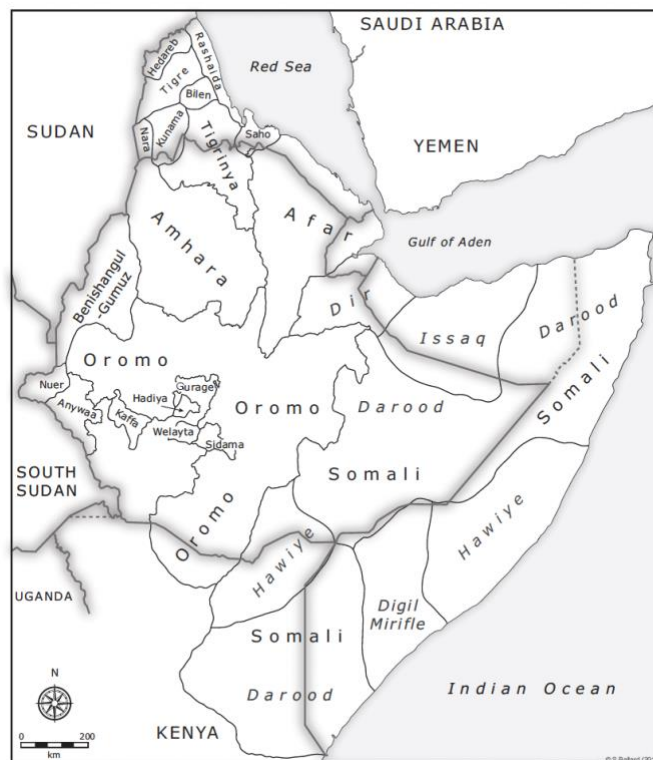 SAUDI ARABIA
Red Sea
Hedareb
Rashaida
Tigre
Bilen
SUDAN
Nara
Kunama
Tigrinya
Saho
YEMEN
Amhara
Afar
Gulf of Aden
Benishangul
-Gumuz
Dir
Issaq
Darood
Oromo
Nuer
Gurage
Hadiya
Anywaa
Kaffa
Oromo
Darood
Somali
Welayta
Sidama
SOUTH
SUDAN
Somali
Oromo
Hawiye
Hawiye
UGANDA
Digil
Mirifle
Somali
Darood
Indian Ocean
N
KENYA
0 200
km